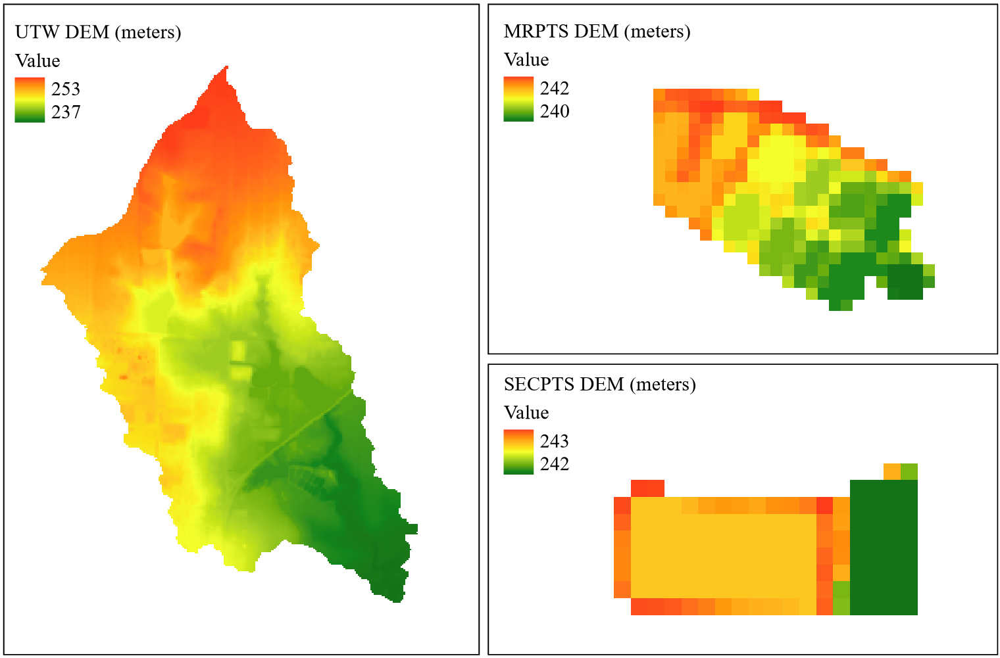 UTW DEM (meters)
Value
253
237
MRPTS DEM (meters)
Value
242
240
SECPTS DEM (meters)
Value
243
242